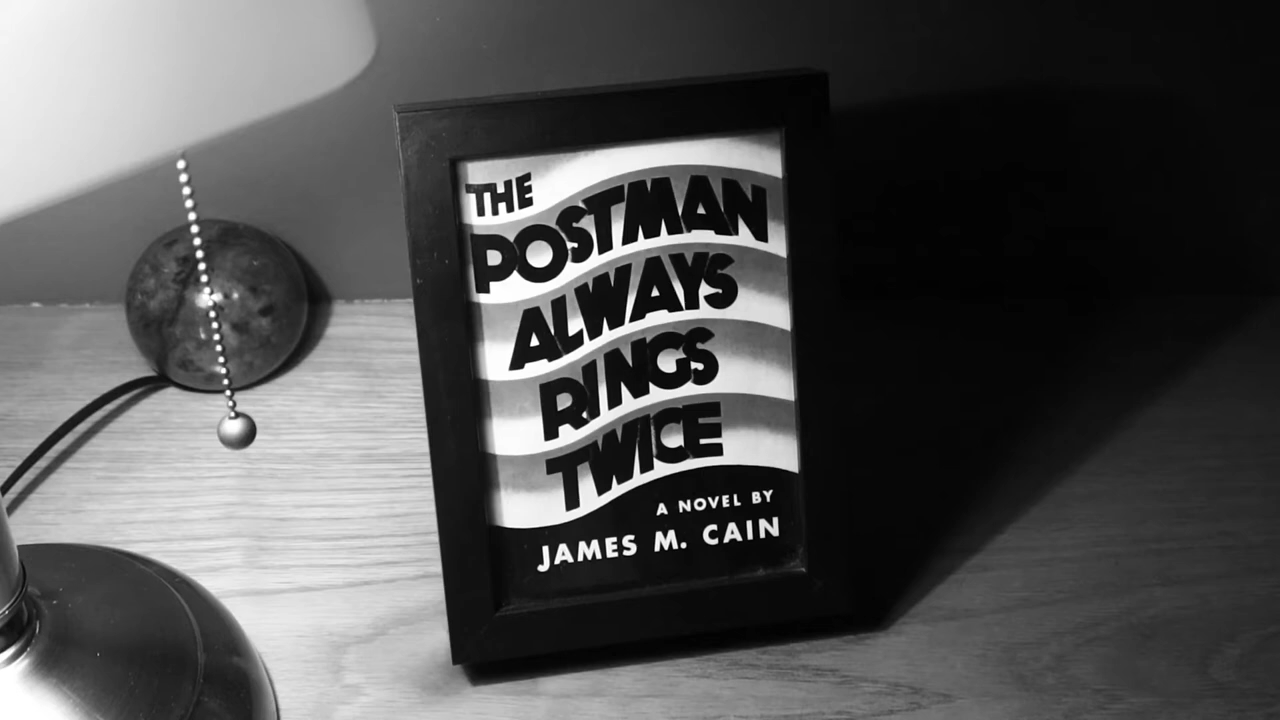 THE
POSTMAN
ALWAYS
RINGS
TWICE
A NOVEL BY
JAMES M. CAIN